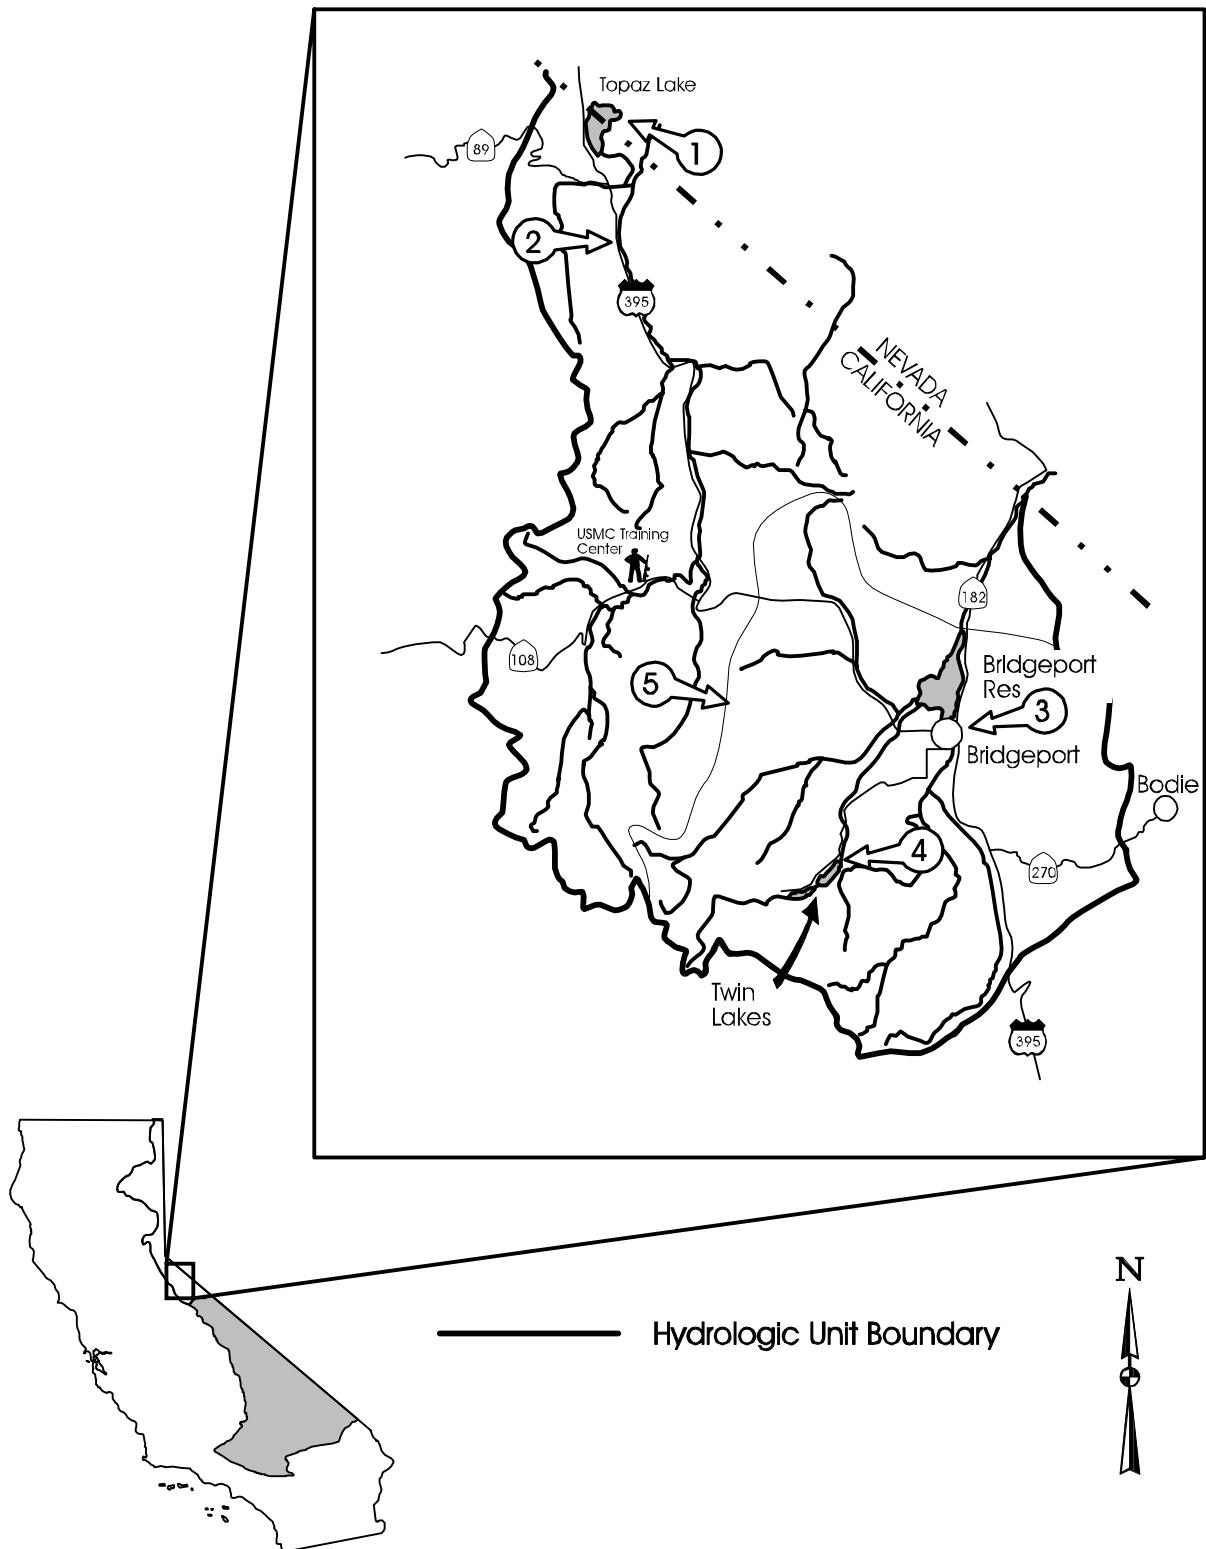 Topaz Lake
89
1
2
395
NEVADA
CALIFORNIA
USMC Training
Center
182
108
5
Bridgeport
Res
3
Bridgeport
Bodie
4
270
Twin
Lakes
395
N
Hydrologic Unit Boundary